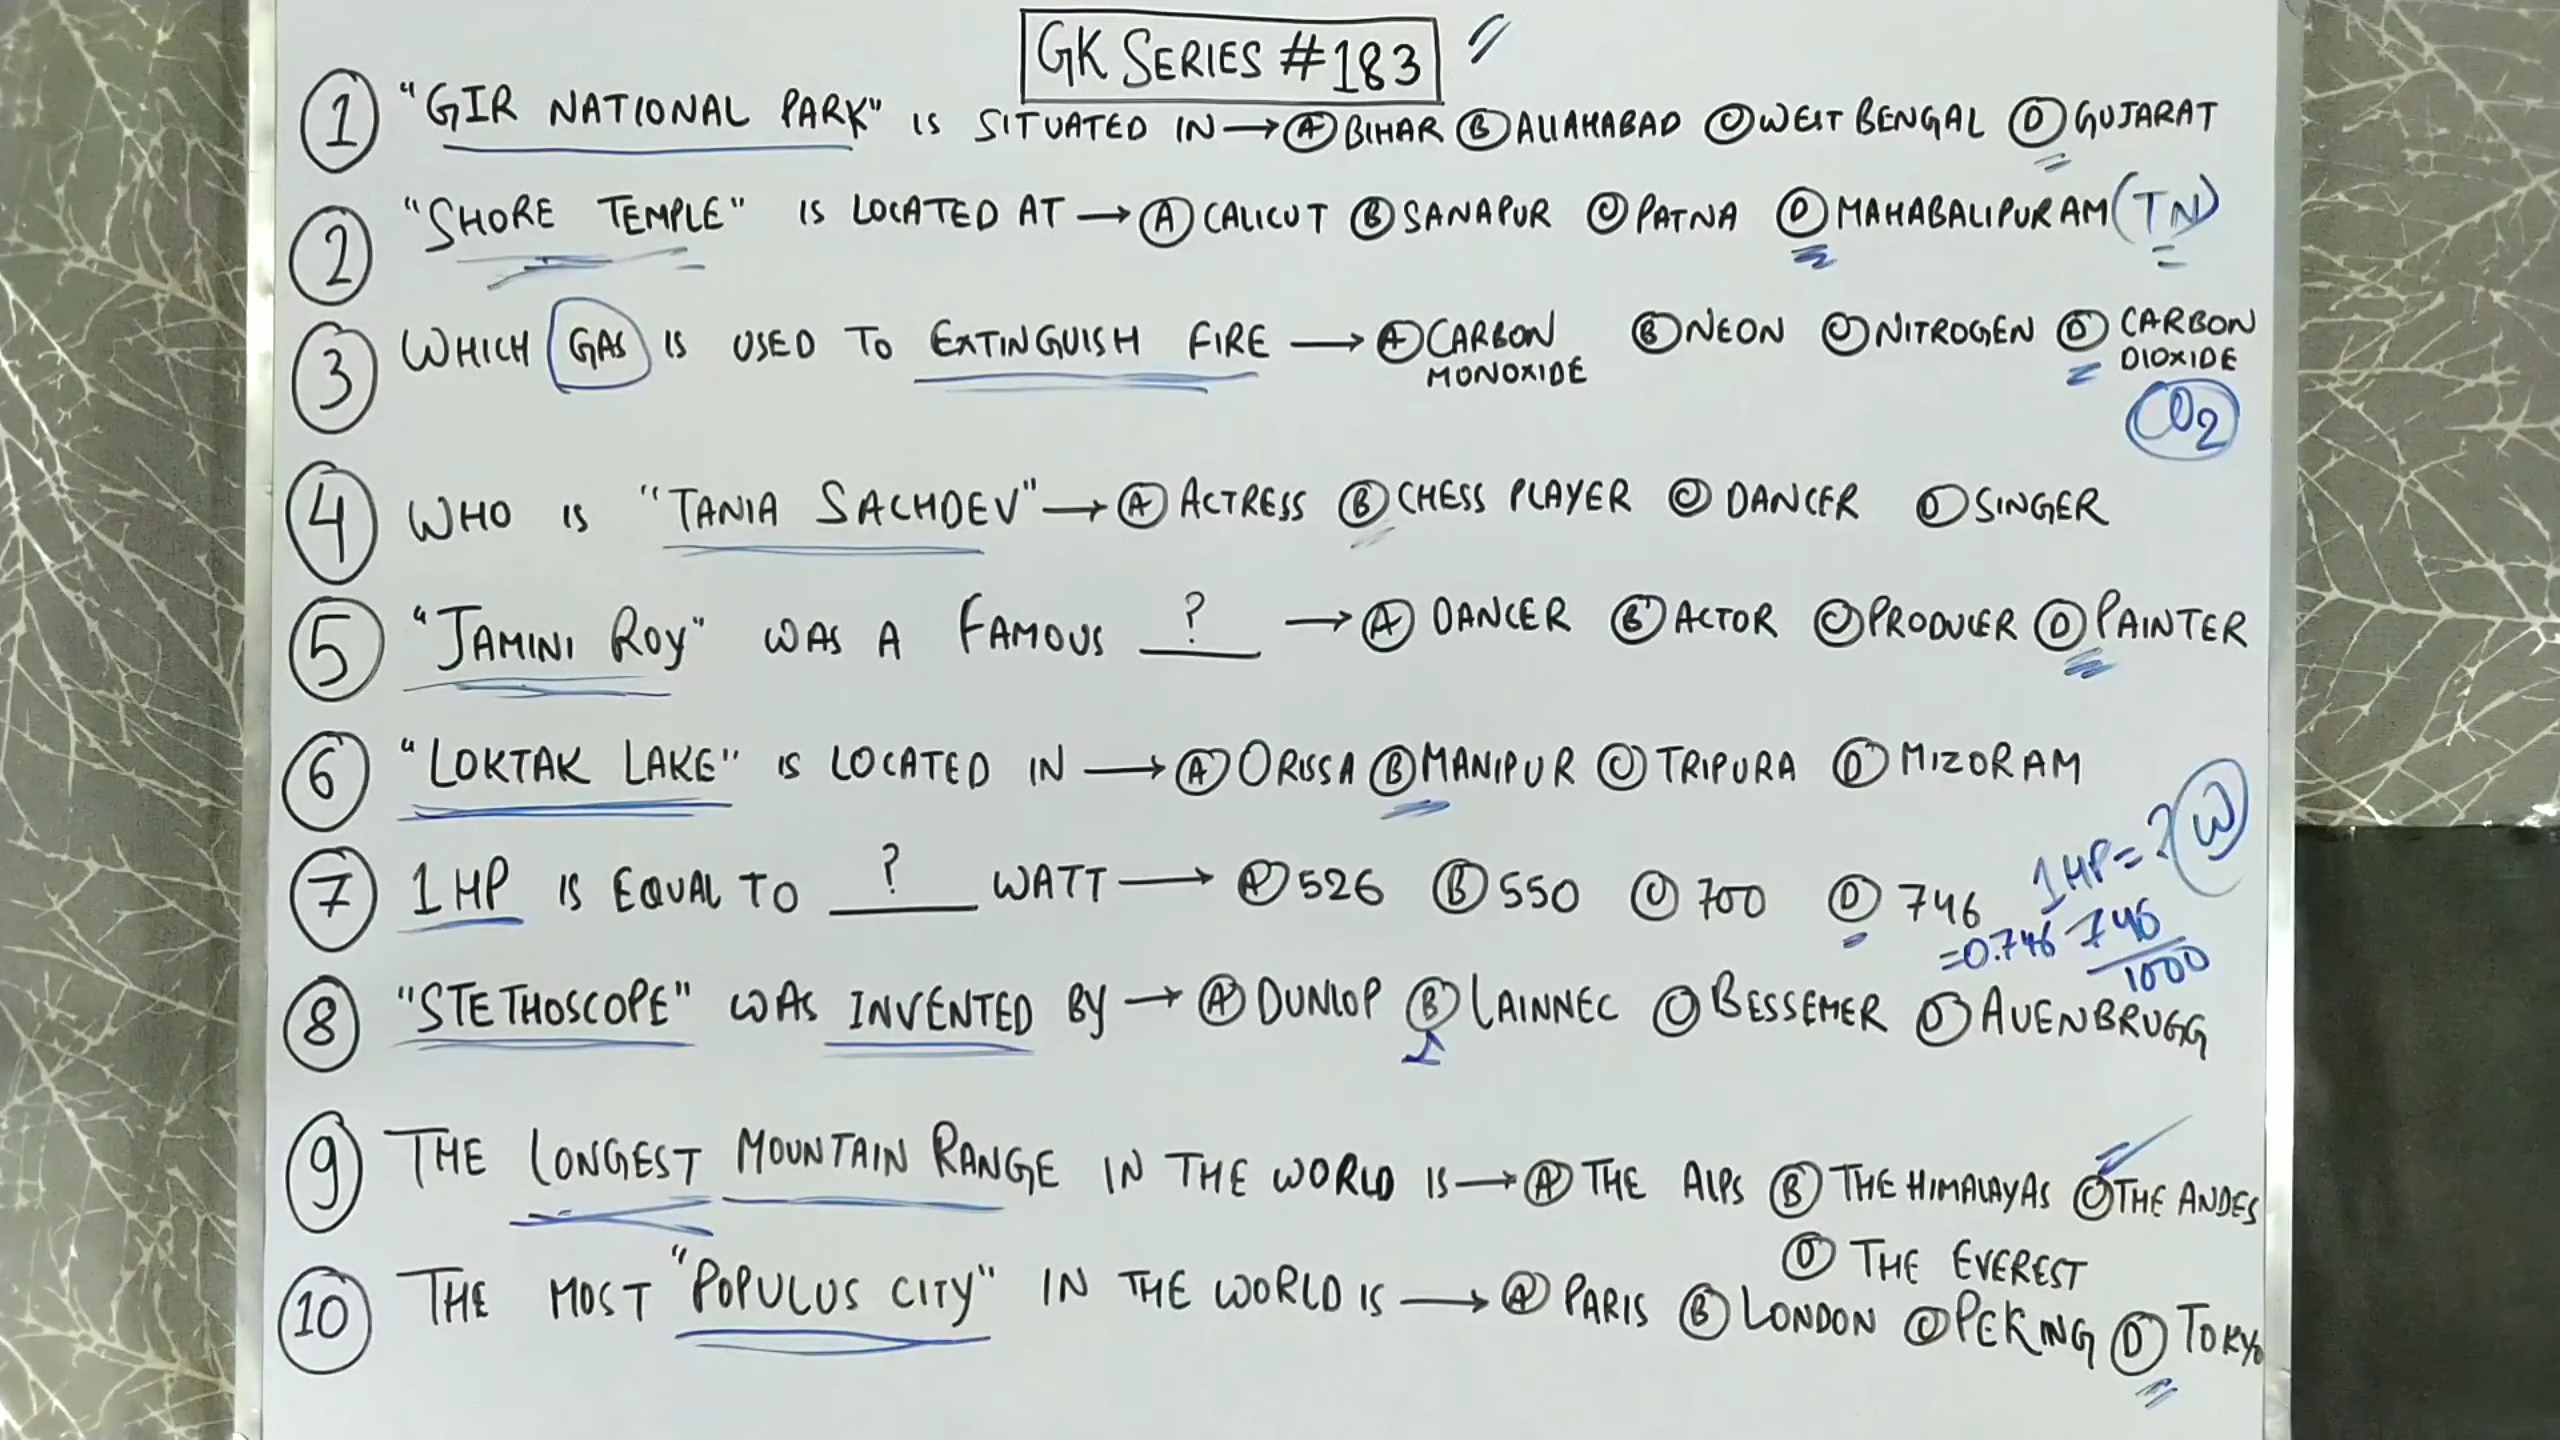 GK SERIES #183
1 "GIR NATIONAL PARK" IS SITUATED IN → A BIHAR B ALLAHABAD C WEST BENGAL D GUJARAT
2 "SHORE TEMPLE" IS LOCATED AT → A CALICUT B SANAPUR C PATNA D MAHABALIPURAM (TN)
3 WHICH GAS IS USED TO EXTINGUISH FIRE → A CARBON MONOXIDE B NEON C NITROGEN D CARBON DIOXIDE
CO2
4 WHO IS "TANIA SACHDEV" → A ACTRESS B CHESS PLAYER C DANCER D SINGER
5 "JAMINI ROY" WAS A FAMOUS ? → A DANCER B ACTOR C PRODUCER D PAINTER
6 "LOKTAK LAKE" IS LOCATED IN → A ORISSA B MANIPUR C TRIPURA D MIZORAM
7 1 HP IS EQUAL TO ? WATT → A 526 B 550 C 700 D 746
1 HP = ? W
= 0.746 746/1000
8 "STETHOSCOPE" WAS INVENTED BY → A DUNLOP B LAINNEC C BESSEMER D AUENBRUGG
9 THE LONGEST MOUNTAIN RANGE IN THE WORLD IS → A THE ALPS B THE HIMALAYAS C THE ANDES
D THE EVEREST
10 THE MOST "POPULUS CITY" IN THE WORLD IS → A PARIS B LONDON C PEKING D TOKYO